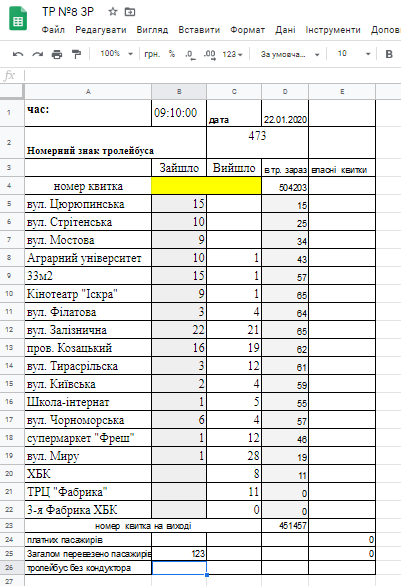 ТР №8 ЗР
Файл Редагувати Вигляд Вставити Формат Дані Інструменти Допов
100% грн. % .0 .00 123 За умовча... 10 B
fx
A B C D E
1 час: 09:10:00 дата 22.01.2020
2 Номерний знак тролейбуса 473
3 Зайшло Вийшло в тр. зараз власні квитки
4 номер квитка 504203
5 вул. Цюрюпинська 15 15
6 вул. Стрітенська 10 25
7 вул. Мостова 9 34
8 Аграрний університет 10 1 43
9 33м2 15 1 57
10 Кінотеатр "Іскра" 9 1 65
11 вул. Філатова 3 4 64
12 вул. Залізнична 22 21 65
13 пров. Козацький 16 19 62
14 вул. Тираспільска 3 12 61
15 вул. Київська 2 4 59
16 Школа-інтернат 1 5 55
17 вул. Чорноморська 6 4 57
18 супермаркет "Фреш" 1 12 46
19 вул. Миру 1 28 19
20 ХБК 8 11
21 ТРЦ "Фабрика" 11 0
22 3-я Фабрика ХБК 0 0
23 номер квитка на виході 451457
24 платних пасажирів 0
25 Загалом перевезено пасажирів 123 0
26 тролейбус без кондуктора
27